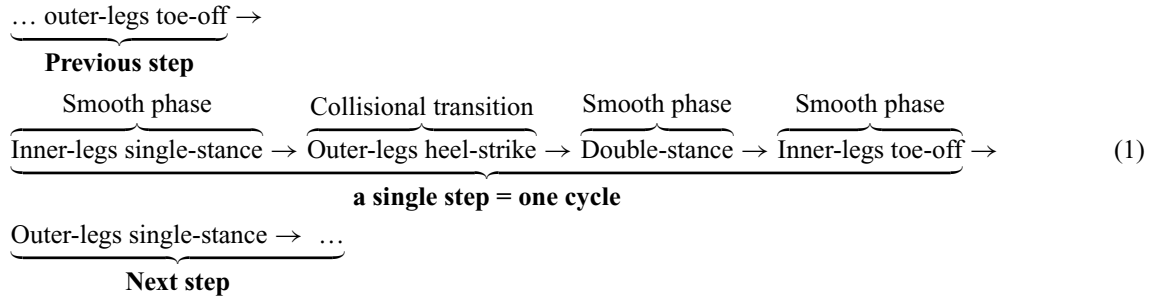 … outer-legs toe-off →
Previous step
Smooth phase Collisional transition Smooth phase Smooth phase
Inner-legs single-stance → Outer-legs heel-strike → Double-stance → Inner-legs toe-off → (1)
a single step = one cycle
Outer-legs single-stance → …
Next step